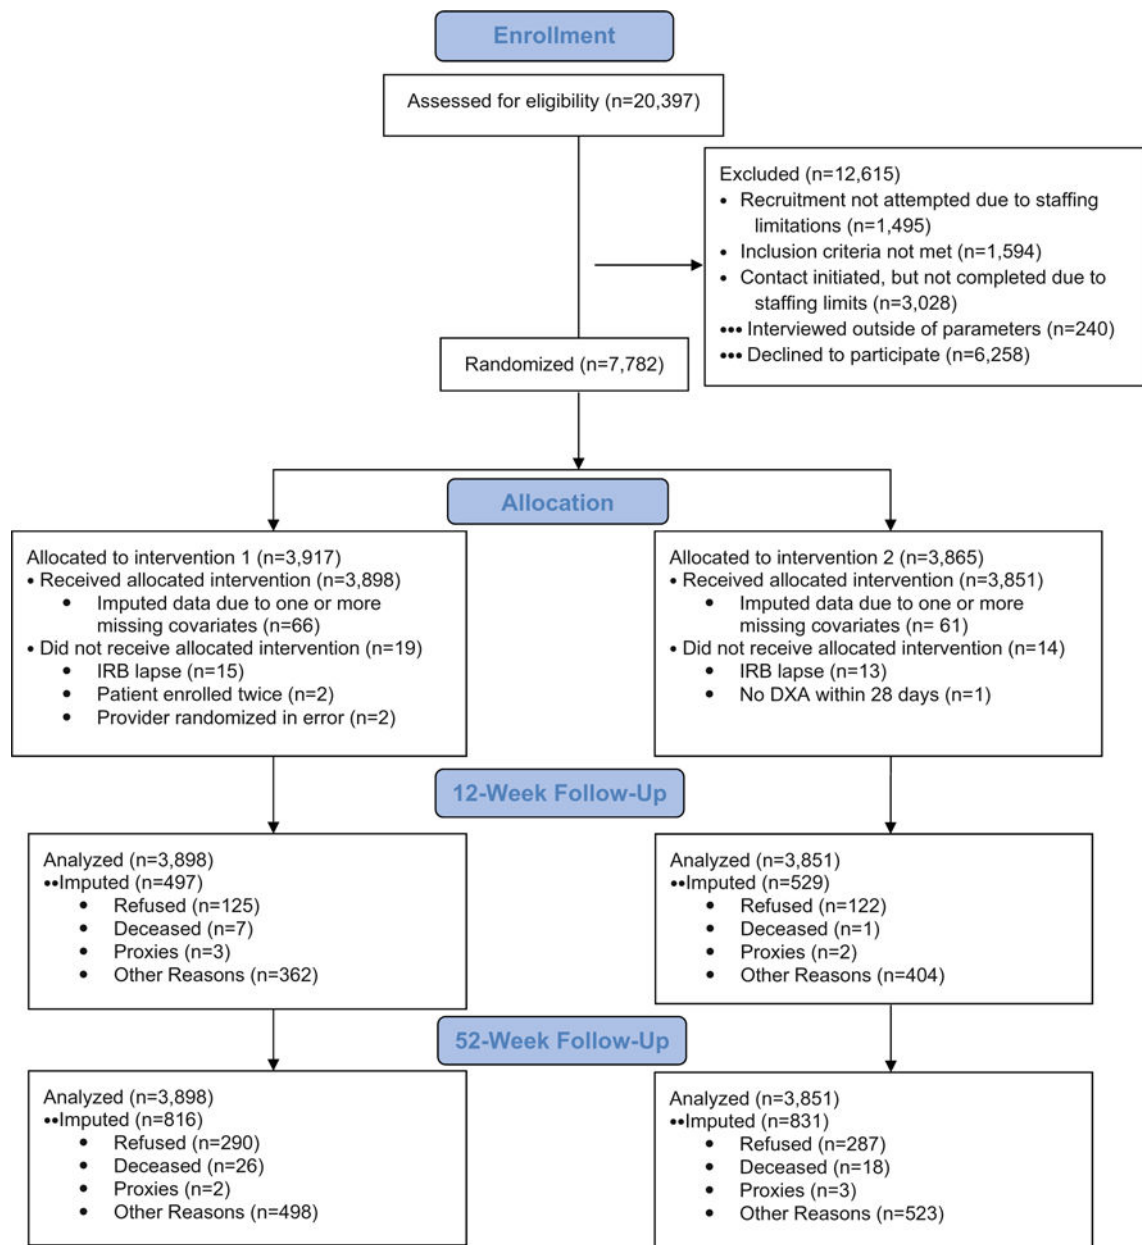 Enrollment
Assessed for eligibility (n=20,397)
Excluded (n=12,615)
• Recruitment not attempted due to staffing
limitations (n=1,495)
• Inclusion criteria not met (n=1,594)
• Contact initiated, but not completed due to
staffing limits (n=3,028)
••• Interviewed outside of parameters (n=240)
••• Declined to participate (n=6,258)
Randomized (n=7,782)
Allocation
Allocated to intervention 1 (n=3,917)
• Received allocated intervention (n=3,898)
• Imputed data due to one or more
missing covariates (n=66)
• Did not receive allocated intervention (n=19)
• IRB lapse (n=15)
• Patient enrolled twice (n=2)
• Provider randomized in error (n=2)
Allocated to intervention 2 (n=3,865)
• Received allocated intervention (n=3,851)
• Imputed data due to one or more
missing covariates (n= 61)
• Did not receive allocated intervention (n=14)
• IRB lapse (n=13)
• No DXA within 28 days (n=1)
12-Week Follow-Up
Analyzed (n=3,898)
••Imputed (n=497)
• Refused (n=125)
• Deceased (n=7)
• Proxies (n=3)
• Other Reasons (n=362)
Analyzed (n=3,851)
••Imputed (n=529)
• Refused (n=122)
• Deceased (n=1)
• Proxies (n=2)
• Other Reasons (n=404)
52-Week Follow-Up
Analyzed (n=3,898)
••Imputed (n=816)
• Refused (n=290)
• Deceased (n=26)
• Proxies (n=2)
• Other Reasons (n=498)
Analyzed (n=3,851)
••Imputed (n=831)
• Refused (n=287)
• Deceased (n=18)
• Proxies (n=3)
• Other Reasons (n=523)